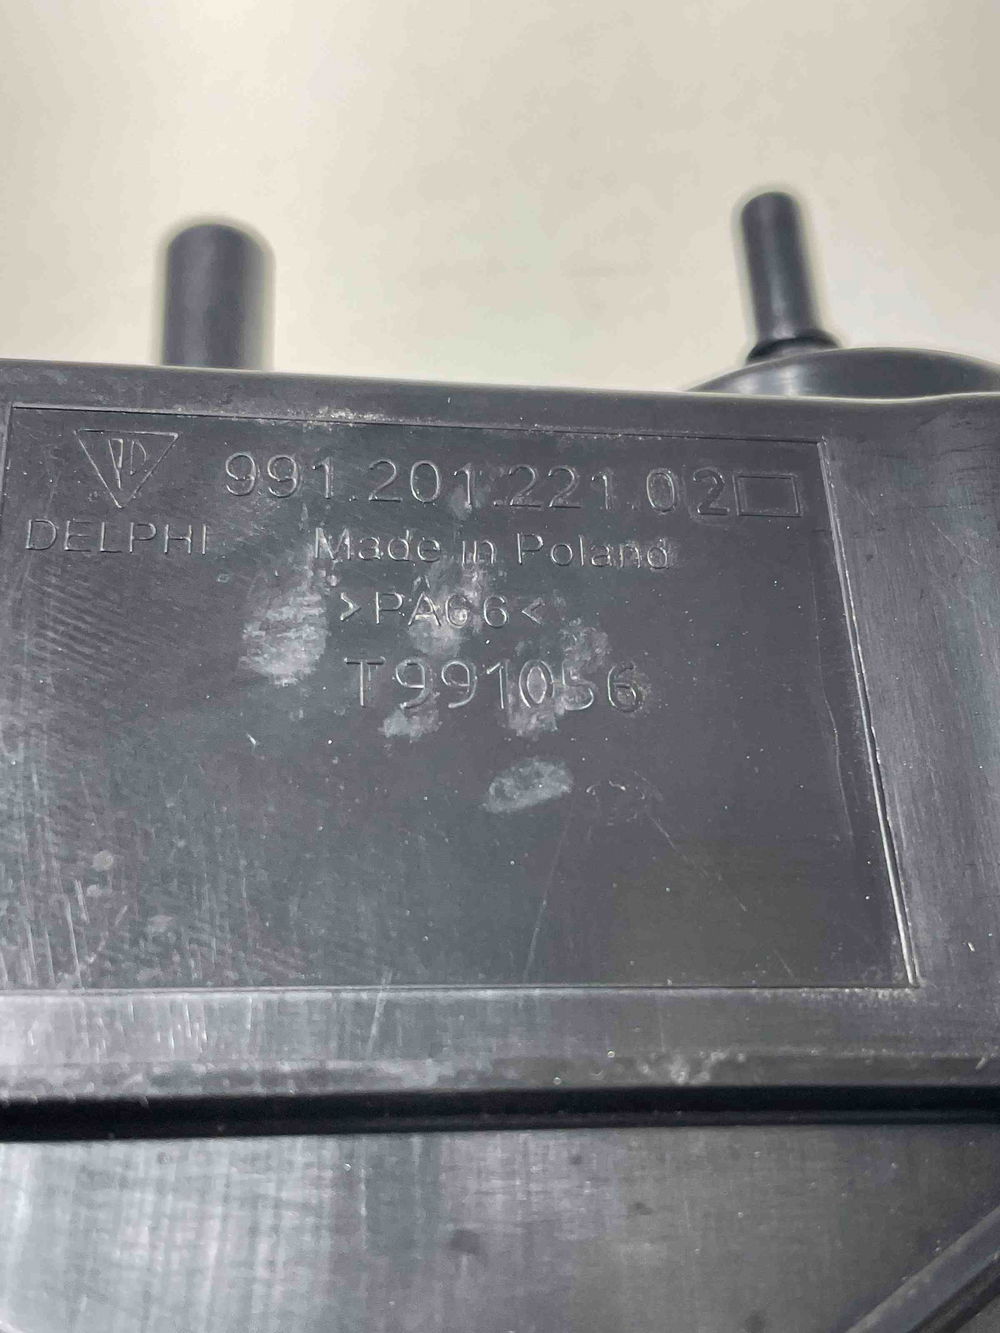 991.201.221.02
DELPHI
Made in Poland
>PA66<
T991056